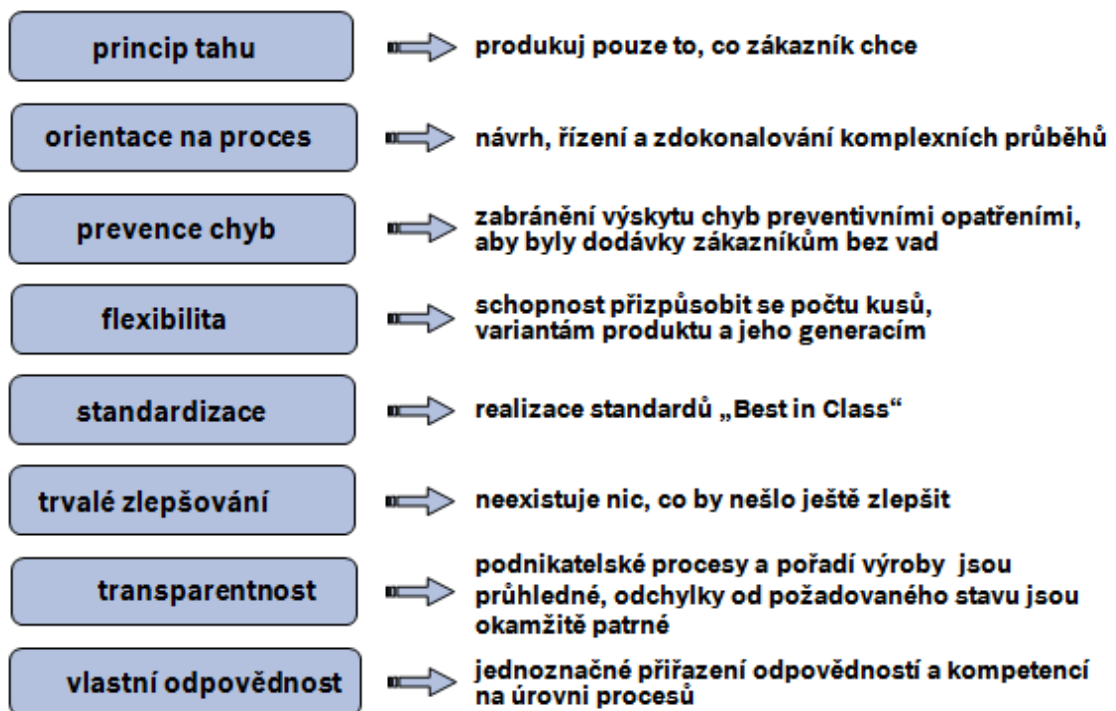 princip tahu
produkuj pouze to, co zákazník chce
orientace na proces
návrh, řízení a zdokonalování komplexních průběhů
prevence chyb
zabránění výskytu chyb preventivními opatřeními,
aby byly dodávky zákazníkům bez vad
flexibilita
schopnost přizpůsobit se počtu kusů,
variantám produktu a jeho generacím
standardizace
realizace standardů „Best in Class“
trvalé zlepšování
neexistuje nic, co by nešlo ještě zlepšit
transparentnost
podnikatelské procesy a pořadí výroby jsou
průhledné, odchylky od požadovaného stavu jsou
okamžitě patrné
vlastní odpovědnost
jednoznačné přiřazení odpovědností a kompetencí
na úrovni procesů